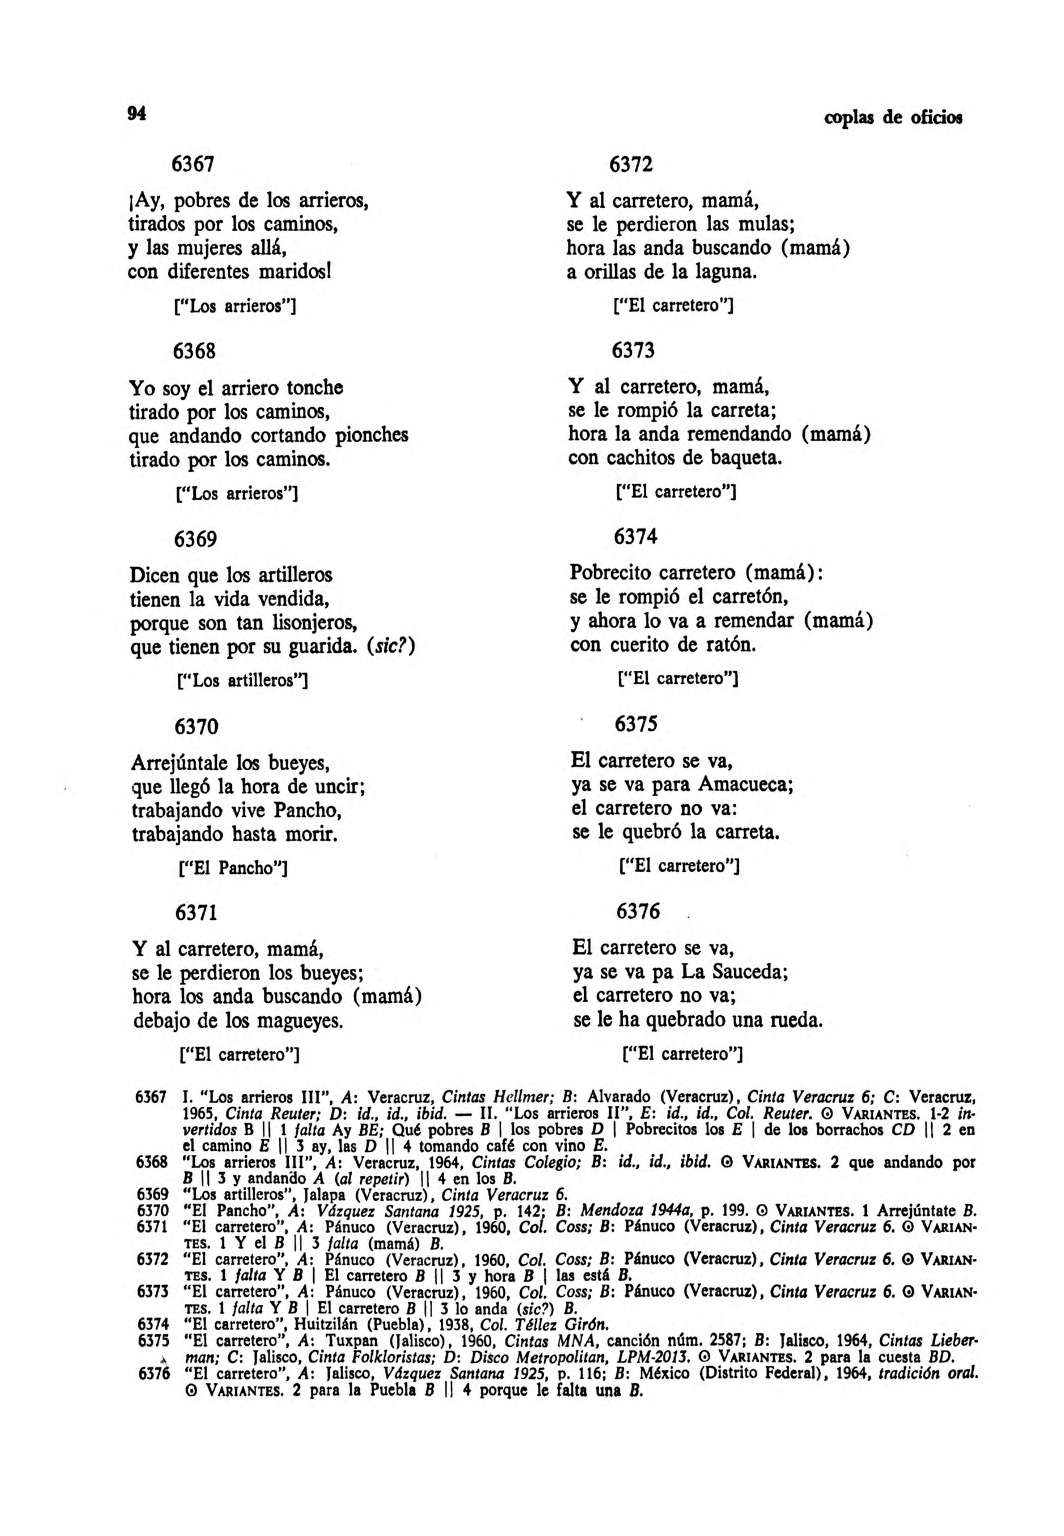 94
coplas de oficios
6367
¡Ay, pobres de los arrieros,
tirados por los caminos,
y las mujeres allá,
con diferentes maridos!
["Los arrieros"]
6368
Yo soy el arriero tonche
tirado por los caminos,
que andando cortando pionches
tirado por los caminos.
["Los arrieros"]
6369
Dicen que los artilleros
tienen la vida vendida,
porque son tan lisonjeros,
que tienen por su guarida. (sic?)
["Los artilleros"]
6370
Arrejúntale los bueyes,
que llegó la hora de uncir;
trabajando vive Pancho,
trabajando hasta morir.
["El Pancho"]
6371
Y al carretero, mamá,
se le perdieron los bueyes;
hora los anda buscando (mamá)
debajo de los magueyes.
["El carretero"]
6372
Y al carretero, mamá,
se le perdieron las mulas;
hora las anda buscando (mamá)
a orillas de la laguna.
["El carretero"]
6373
Y al carretero, mamá,
se le rompió la carreta;
hora la anda remendando (mamá)
con cachitos de baqueta.
["El carretero"]
6374
Pobrecito carretero (mamá):
se le rompió el carretón,
y ahora lo va a remendar (mamá)
con cuerito de ratón.
["El carretero"]
6375
El carretero se va,
ya se va para Amacueca;
el carretero no va:
se le quebró la carreta.
["El carretero"]
6376
El carretero se va,
ya se va pa La Sauceda;
el carretero no va;
se le ha quebrado una rueda.
["El carretero"]
6367 I. "Los arrieros III", A: Veracruz, Cintas Hellmer; B: Alvarado (Veracruz), Cinta Veracruz 6; C: Veracruz,
1965, Cinta Reuter; D: id., id., ibid. — II. "Los arrieros II", E: id., id., Col. Reuter. ʘ VARIANTES. 1-2 in-
vertidos B || 1 falta Ay BE; Qué pobres B | los pobres D | Pobrecitos los E | de los borrachos CD || 2 en
el camino E || 3 ay, las D || 4 tomando café con vino E.
6368 "Los arrieros III", A: Veracruz, 1964, Cintas Colegio; B: id., id., ibid. ʘ VARIANTES. 2 que andando por
B || 3 y andando A (al repetir) || 4 en los B.
6369 "Los artilleros", Jalapa (Veracruz), Cinta Veracruz 6.
6370 "El Pancho", A: Vázquez Santana 1925, p. 142; B: Mendoza 1944a, p. 199. ʘ VARIANTES. 1 Arrejúntate B.
6371 "El carretero", A: Pánuco (Veracruz), 1960, Col. Coss; B: Pánuco (Veracruz), Cinta Veracruz 6. ʘ VARIAN-
TES. 1 Y el B || 3 falta (mamá) B.
6372 "El carretero", A: Pánuco (Veracruz), 1960, Col. Coss; B: Pánuco (Veracruz), Cinta Veracruz 6. ʘ VARIAN-
TES. 1 falta Y B | El carretero B || 3 y hora B | las está B.
6373 "El carretero", A: Pánuco (Veracruz), 1960, Col. Coss; B: Pánuco (Veracruz), Cinta Veracruz 6. ʘ VARIAN-
TES. 1 falta Y B | El carretero B || 3 lo anda (sic?) B.
6374 "El carretero", Huitzilán (Puebla), 1938, Col. Téllez Girón.
6375 "El carretero", A: Tuxpan (Jalisco), 1960, Cintas MNA, canción núm. 2587; B: Jalisco, 1964, Cintas Lieber-
man; C: Jalisco, Cinta Folkloristas; D: Disco Metropolitan, LPM-2013. ʘ VARIANTES. 2 para la cuesta BD.
6376 "El carretero", A: Jalisco, Vázquez Santana 1925, p. 116; B: México (Distrito Federal), 1964, tradición oral.
ʘ VARIANTES. 2 para la Puebla B || 4 porque le falta una B.